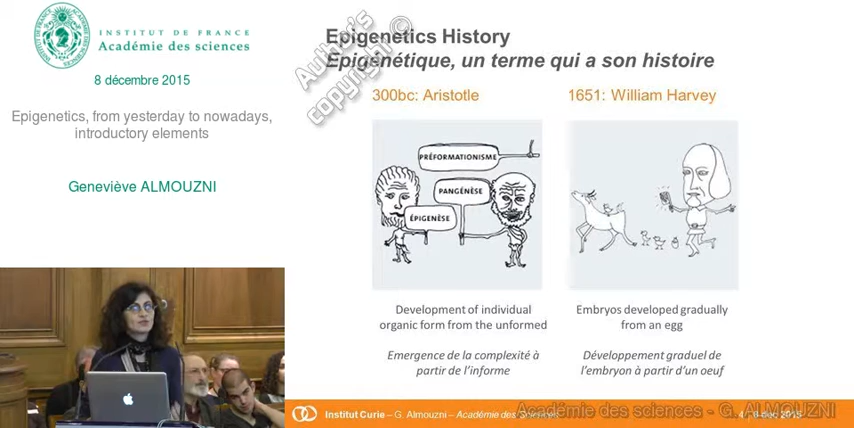 INSTITUT DE FRANCE
Académie des sciences
8 décembre 2015
Epigenetics, from yesterday to nowadays,
introductory elements
Geneviève ALMOUZNI
Epigenetics History
Epigénétique, un terme qui a son histoire
Author's
copyright ©
300bc: Aristotle
1651: William Harvey
PRÉFORMATIONISME
PANGÉNÈSE
ÉPIGENÈSE
Development of individual
organic form from the unformed
Emergence de la complexité à
partir de l'informe
Embryos developed gradually
from an egg
Développement graduel de
l'embryon à partir d'un oeuf
Institut Curie – G. Almouzni – Académie des Sciences
Académie des sciences - G. ALMOUZNI